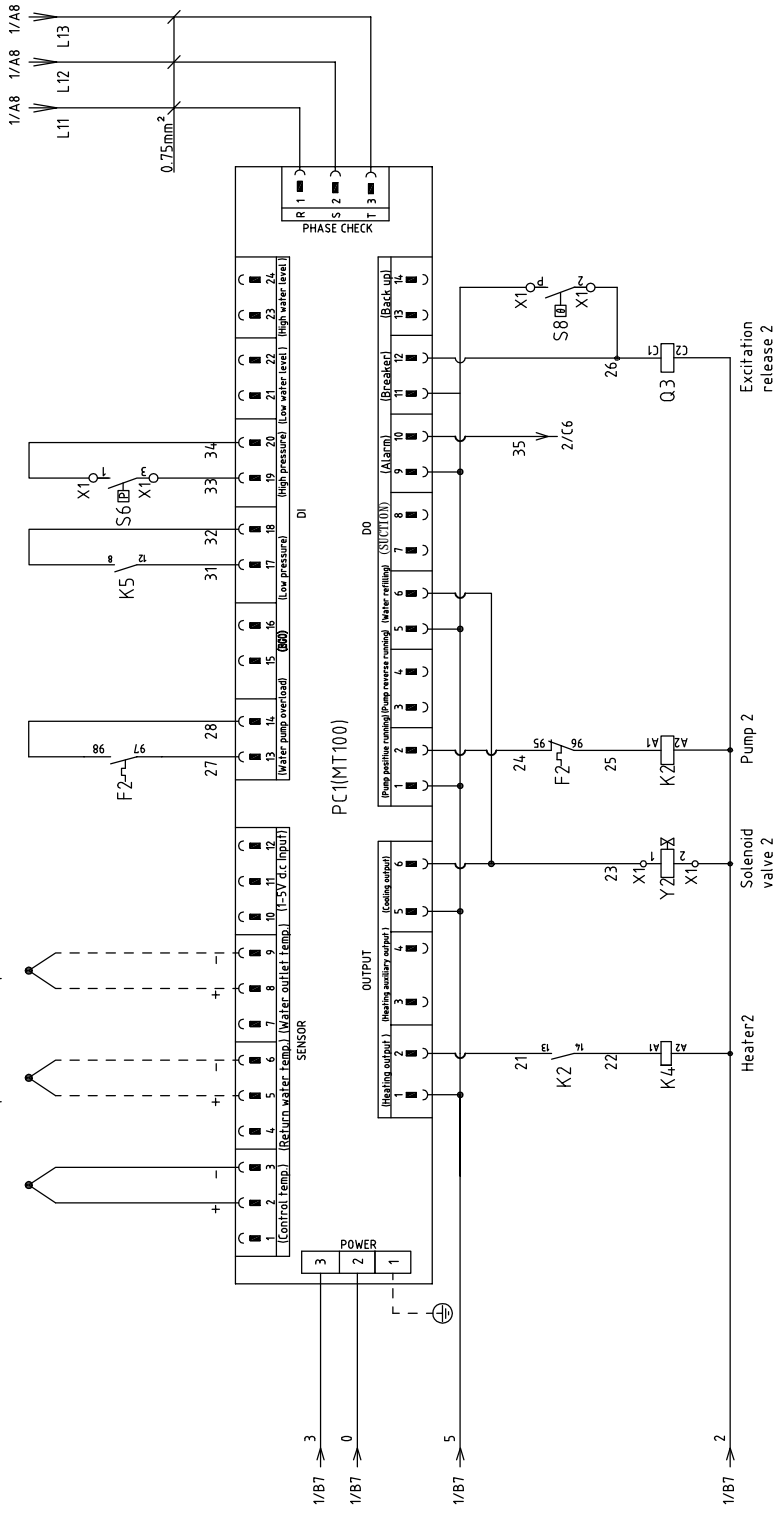 1/A8
1/A8
1/A8
L11
L12
L13
0.75mm²
R 1
S 2
T 3
PHASE CHECK
+
-
+
-
+
-
F2
98
97
27
28
K5
8
12
31
32
X1
1
S6
P
3
X1
33
34
1
2
3
(Control temp.)
4
5
6
(Return water temp.)
7
8
9
(Water outlet temp.)
10
11
12
(1-5V d.c input)
SENSOR
13
14
(Water pump overload)
15
16
17
18
(Low pressure)
19
20
(High pressure)
21
22
(Low water level)
23
24
(High water level)
DI
PC1(MT100)
POWER
3
2
1
OUTPUT
(Heating output)
1
2
(Heating auxiliary output)
3
4
(Cooling output)
5
6
DO
(Pump positiue running)
1
2
(Pump reverse running)
3
4
(Water refilling)
5
6
(SUCTION)
7
8
(Alarm)
9
10
(Breaker)
11
12
(Back up)
13
14
1/B7
3
1/B7
0
1/B7
5
1/B7
2
21
K2
13
14
22
K4
A1
A2
Heater2
23
X1
1
Y2
2
X1
Solenoid
valve 2
24
F2
95
96
25
K2
A1
A2
Pump 2
35
2/C6
X1
P
S8
2
X1
26
Q3
C1
C2
Excitation
release 2